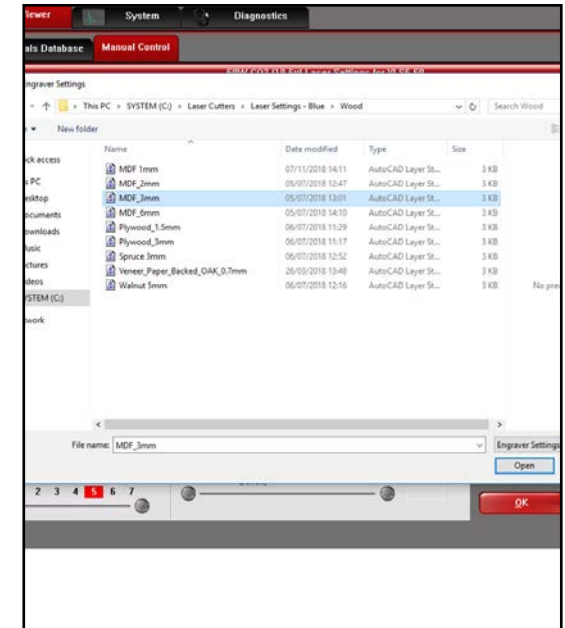 iewer System Diagnostics
als Database Manual Control
ngraver Settings
This PC > SYSTEM (C:) > Laser Cutters > Laser Settings - Blue > Wood Search Wood
New folder
Name Date modified Type Size
ck access
MDF 1mm 07/11/2018 14:11 AutoCAD Layer St... 3 KB
s PC
MDF_2mm 05/07/2018 12:47 AutoCAD Layer St... 3 KB
esktop
MDF_3mm 05/07/2018 13:01 AutoCAD Layer St... 3 KB
ocuments
MDF_6mm 05/07/2018 14:10 AutoCAD Layer St... 3 KB
ownloads
Plywood_1.5mm 06/07/2018 11:29 AutoCAD Layer St... 3 KB
usic
Plywood_3mm 06/07/2018 11:17 AutoCAD Layer St... 3 KB
ctures
Spruce 3mm 06/07/2018 12:52 AutoCAD Layer St... 3 KB
deos
Veneer_Paper_Backed_OAK_0.7mm 26/03/2019 13:48 AutoCAD Layer St... 3 KB
YSTEM (C:)
Walnut 5mm 06/07/2018 12:16 AutoCAD Layer St... 3 KB
No pre
twork
File name: MDF_3mm Engraver Settings
Open
2 3 4 5 6 7
OK